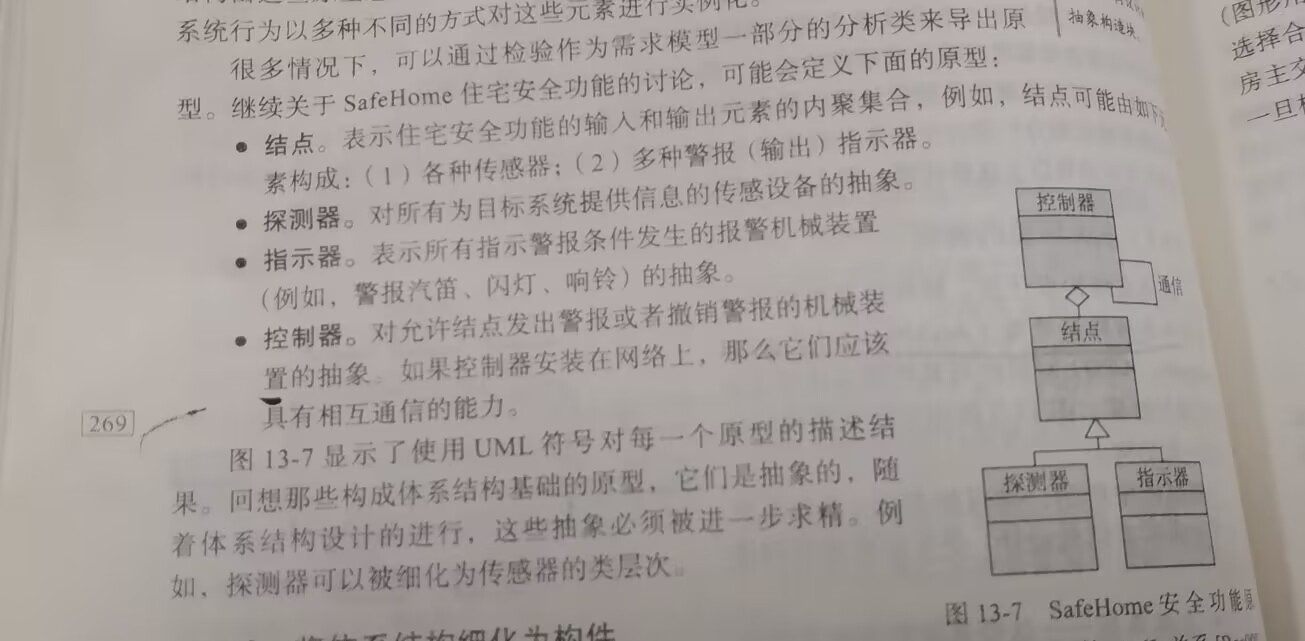 系统行为以多种不同的方式对这些元素进行实例化。
很多情况下，可以通过检验作为需求模型一部分的分析类来导出原
型。继续关于 SafeHome 住宅安全功能的讨论，可能会定义下面的原型：
• 结点。表示住宅安全功能的输入和输出元素的内聚集合，例如，结点可能由如下
素构成：（1）各种传感器；（2）多种警报（输出）指示器。
• 探测器。对所有为目标系统提供信息的传感设备的抽象。
• 指示器。表示所有指示警报条件发生的报警机械装置
（例如，警报汽笛、闪灯、响铃）的抽象。
• 控制器。对允许结点发出警报或者撤销警报的机械装
置的抽象。如果控制器安装在网络上，那么它们应该
具有相互通信的能力。
269
图 13-7 显示了使用 UML 符号对每一个原型的描述结
果。回想那些构成体系结构基础的原型，它们是抽象的，随
着体系结构设计的进行，这些抽象必须被进一步求精。例
如，探测器可以被细化为传感器的类层次。
抽象构造块
控制器
通信
结点
探测器
指示器
图 13-7 SafeHome 安全功能原
选择合
房主交
一旦